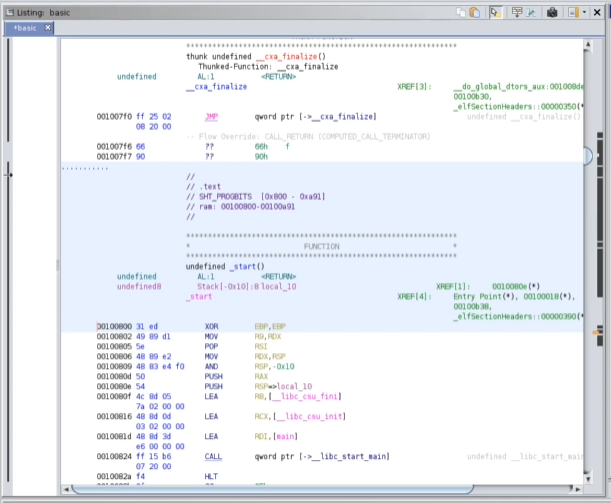 Listing: basic
*basic
******************************************************
thunk undefined __cxa_finalize()
Thunked-Function: __cxa_finalize
undefined AL:1 <RETURN>
__cxa_finalize XREF[3]: __do_global_dtors_aux:001008de
00100b30,
_elfSectionHeaders::00000350(*
001007f0 ff 25 02 JMP qword ptr [->__cxa_finalize] undefined __cxa_finalize()
08 20 00
-- Flow Override: CALL_RETURN (COMPUTED_CALL_TERMINATOR)
001007f6 66 ?? 66h f
001007f7 90 ?? 90h
//
// .text
// SHT_PROGBITS [0x800 - 0xa91]
// ram: 00100800-00100a91
//
******************************************************
* FUNCTION *
******************************************************
undefined _start()
undefined AL:1 <RETURN>
undefined8 Stack[-0x10]:8 local_10 XREF[1]: 0010080e(*)
_start XREF[4]: Entry Point(*), 00100018(*),
00100b38,
_elfSectionHeaders::00000390(*
00100800 31 ed XOR EBP,EBP
00100802 49 89 d1 MOV R9,RDX
00100805 5e POP RSI
00100806 48 89 e2 MOV RDX,RSP
00100809 48 83 e4 f0 AND RSP,-0x10
0010080d 50 PUSH RAX
0010080e 54 PUSH RSP=>local_10
0010080f 4c 8d 05 LEA R8,[__libc_csu_fini]
7a 02 00 00
00100816 48 8d 0d LEA RCX,[__libc_csu_init]
03 02 00 00
0010081d 48 8d 3d LEA RDI,[main]
e6 00 00 00
00100824 ff 15 b6 CALL qword ptr [->__libc_start_main] undefined __libc_start_main
07 20 00
0010082a f4 HLT